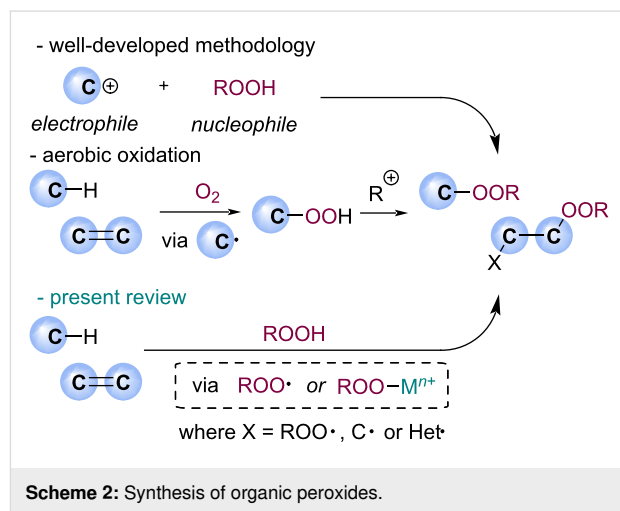 - well-developed methodology
C⊕ + ROOH
electrophile nucleophile
- aerobic oxidation
C–H
C=C
O₂
via C•
C–OOH
R⊕
C–OOR
OOR
C–C
X
- present review
C–H
C=C
ROOH
via ROO• or ROO–Mⁿ⁺
where X = ROO•, C• or Het•
Scheme 2: Synthesis of organic peroxides.